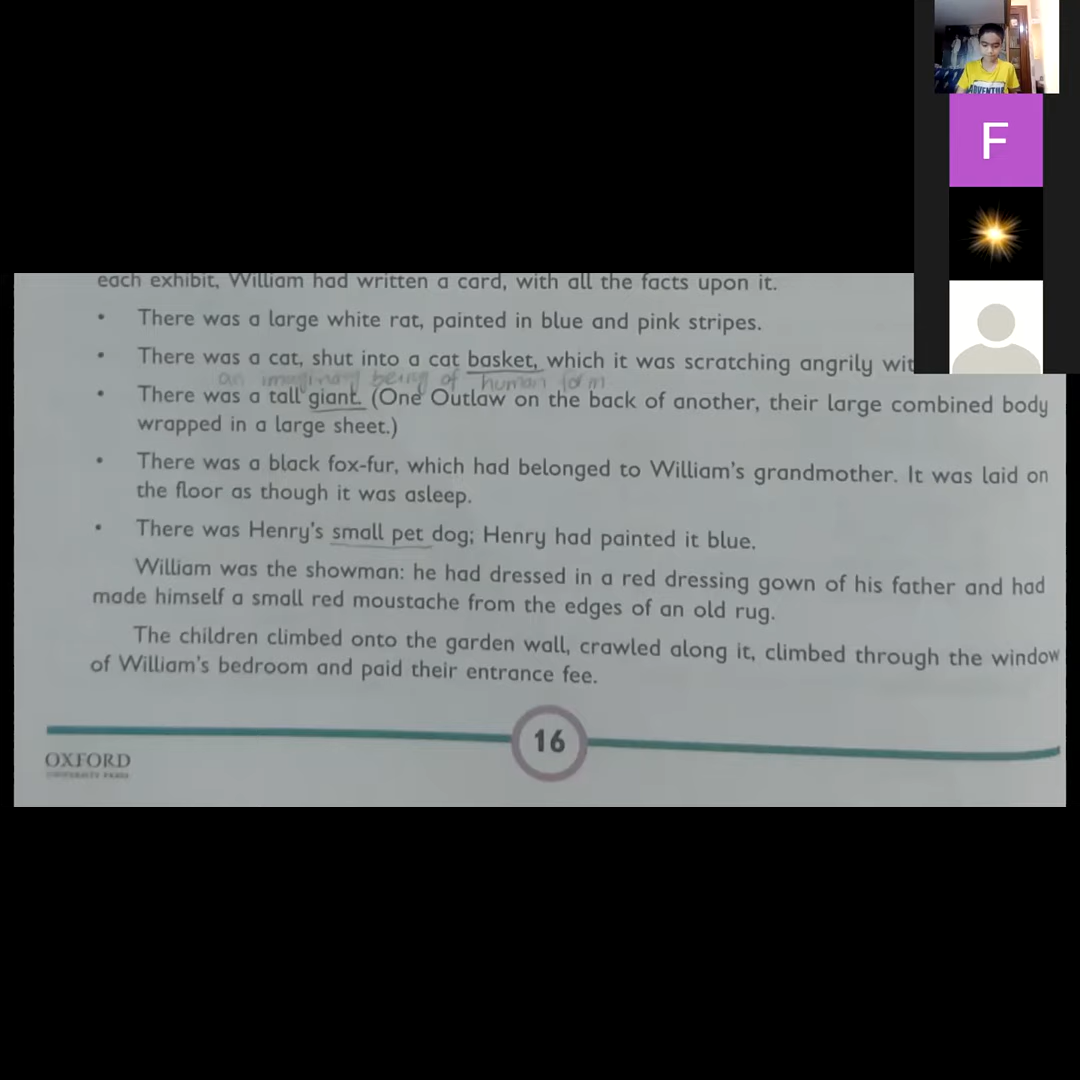 F
ADVENTU
each exhibit, William had written a card, with all the facts upon it.
• There was a large white rat, painted in blue and pink stripes.
• There was a cat, shut into a cat basket, which it was scratching angrily wit
an imaginary being of human form
• There was a tall giant. (One Outlaw on the back of another, their large combined body
wrapped in a large sheet.)
• There was a black fox-fur, which had belonged to William's grandmother. It was laid on
the floor as though it was asleep.
• There was Henry's small pet dog; Henry had painted it blue.
William was the showman: he had dressed in a red dressing gown of his father and had
made himself a small red moustache from the edges of an old rug.
The children climbed onto the garden wall, crawled along it, climbed through the window
of William's bedroom and paid their entrance fee.
16
OXFORD
UNIVERSITY PRESS